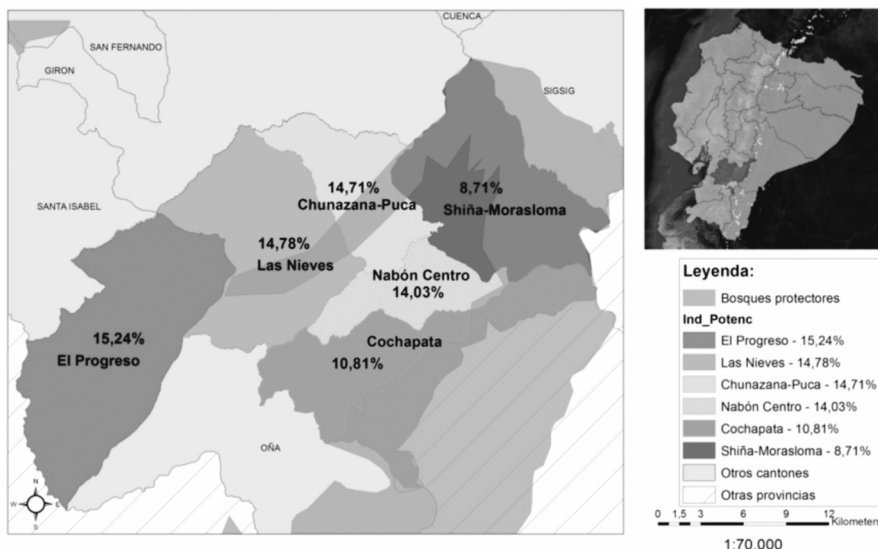 CUENCA
SAN FERNANDO
GIRON
SIGSIG
SANTA ISABEL
14,71%
Chunazana-Puca
8,71%
Shiña-Morasloma
14,78%
Las Nieves
Nabón Centro
14,03%
15,24%
El Progreso
Cochapata
10,81%
OÑA
N
W E
S
Leyenda:
Bosques protectores
Ind_Potenc
El Progreso - 15,24%
Las Nieves - 14,78%
Chunazana-Puca - 14,71%
Nabón Centro - 14,03%
Cochapata - 10,81%
Shiña-Morasloma - 8,71%
Otros cantones
Otras provincias
0 1,5 3 6 9 12
Kilometers
1:70.000